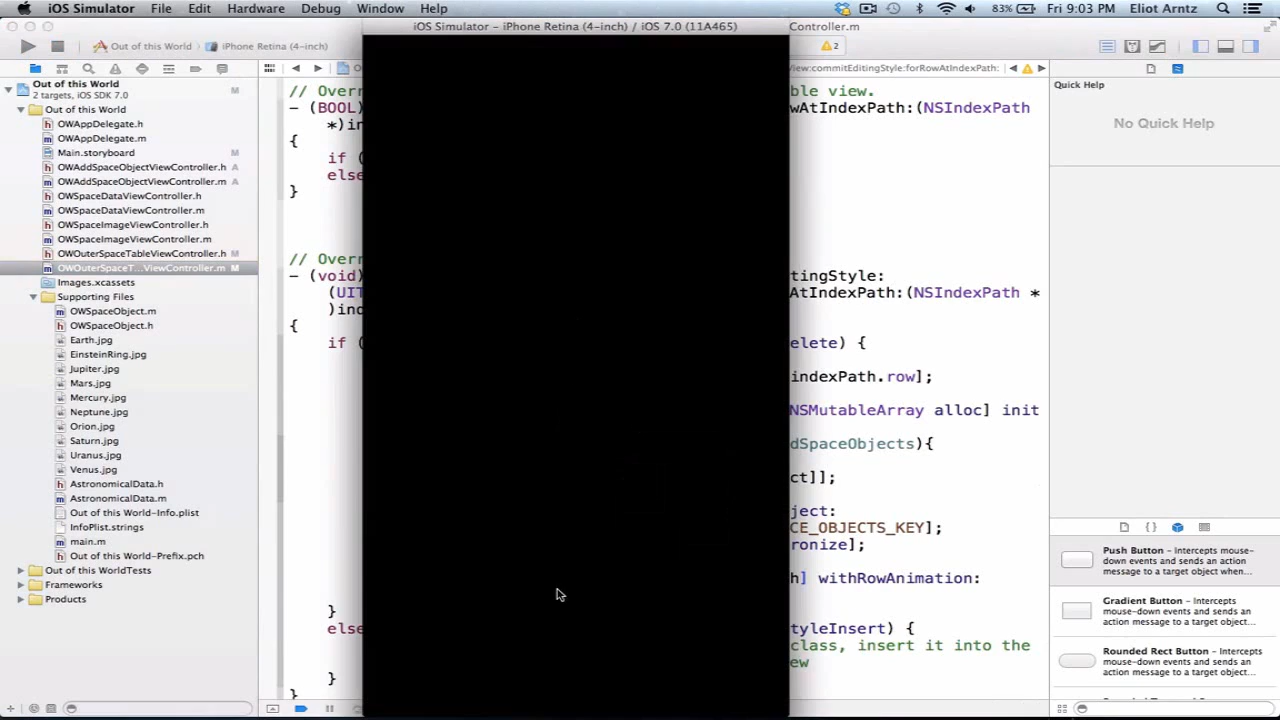 iOS Simulator File Edit Hardware Debug Window Help 83% Fri 9:03 PM Eliot Arntz
iOS Simulator - iPhone Retina (4-inch) / iOS 7.0 (11A465) Controller.m
Out of this World iPhone Retina (4-inch) 2
View:commitEditingStyle:forRowAtIndexPath:
Out of this World M
2 targets, iOS SDK 7.0
Out of this World
OWAppDelegate.h
OWAppDelegate.m
Main.storyboard M
OWAddSpaceObjectViewController.h A
OWAddSpaceObjectViewController.m A
OWSpaceDataViewController.h
OWSpaceDataViewController.m
OWSpaceImageViewController.h
OWSpaceImageViewController.m
OWOuterSpaceTableViewController.h M
OWOuterSpaceT...ViewController.m M
Images.xcassets
Supporting Files
OWSpaceObject.m
OWSpaceObject.h
Earth.jpg
EinsteinRing.jpg
Jupiter.jpg
Mars.jpg
Mercury.jpg
Neptune.jpg
Orion.jpg
Saturn.jpg
Uranus.jpg
Venus.jpg
AstronomicalData.h
AstronomicalData.m
Out of this World-Info.plist
InfoPlist.strings
main.m
Out of this World-Prefix.pch
Out of this WorldTests
Frameworks
Products
// Overr ble view.
- (BOOL) wAtIndexPath:(NSIndexPath
*)in
{
if (
else
}
// Overr
- (void) tingStyle:
(UIT AtIndexPath:(NSIndexPath *
)ind
{
if ( elete) {
indexPath.row];
NSMutableArray alloc] init
dSpaceObjects){
ct]];
ject:
CE_OBJECTS_KEY];
ronize];
h] withRowAnimation:
}
else tyleInsert) {
class, insert it into the
ew
}
}
Quick Help
No Quick Help
Push Button - Intercepts mouse-
down events and sends an action
message to a target object when...
Gradient Button - Intercepts
mouse-down events and sends an
action message to a target object...
Rounded Rect Button - Intercepts
mouse-down events and sends an
action message to a target object...